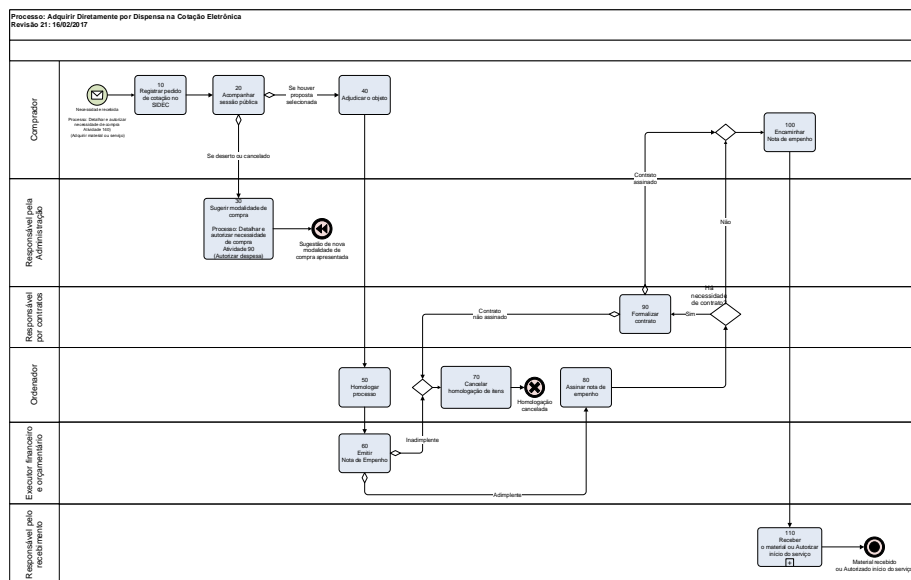 Processo: Adquirir Diretamente por Dispensa na Cotação Eletrônica
Revisão 21: 16/02/2017
Comprador
Necessidade recebida
Processo: Detalhar e autorizar
necessidade de compra
Atividade 160
(Adquirir material ou serviço)
10
Registrar pedido
de cotação no
SIDEC
20
Acompanhar
sessão pública
Se houver
proposta
selecionada
40
Adjudicar o objeto
Se deserto ou cancelado
Contrato
assinado
100
Encaminhar
Nota de empenho
Responsável pela
Administração
30
Sugerir modalidade de
compra
Processo: Detalhar e
autorizar necessidade
de compra
Atividade 90
(Autorizar despesa)
Sugestão de nova
modalidade de
compra apresentada
Não
Responsável
por contratos
Contrato
não assinado
90
Formalizar
contrato
Sim
Há
necessidade
de contrato
Ordenador
50
Homologar
processo
70
Cancelar
homologação de itens
Homologação
cancelada
80
Assinar nota de
empenho
Executor financeiro
e orçamentário
60
Emitir
Nota de Empenho
Inadimplente
Adimplente
Responsável pelo
recebimento
110
Receber
o material ou Autorizar
início do serviço
Material recebido
ou Autorizado início do serviço